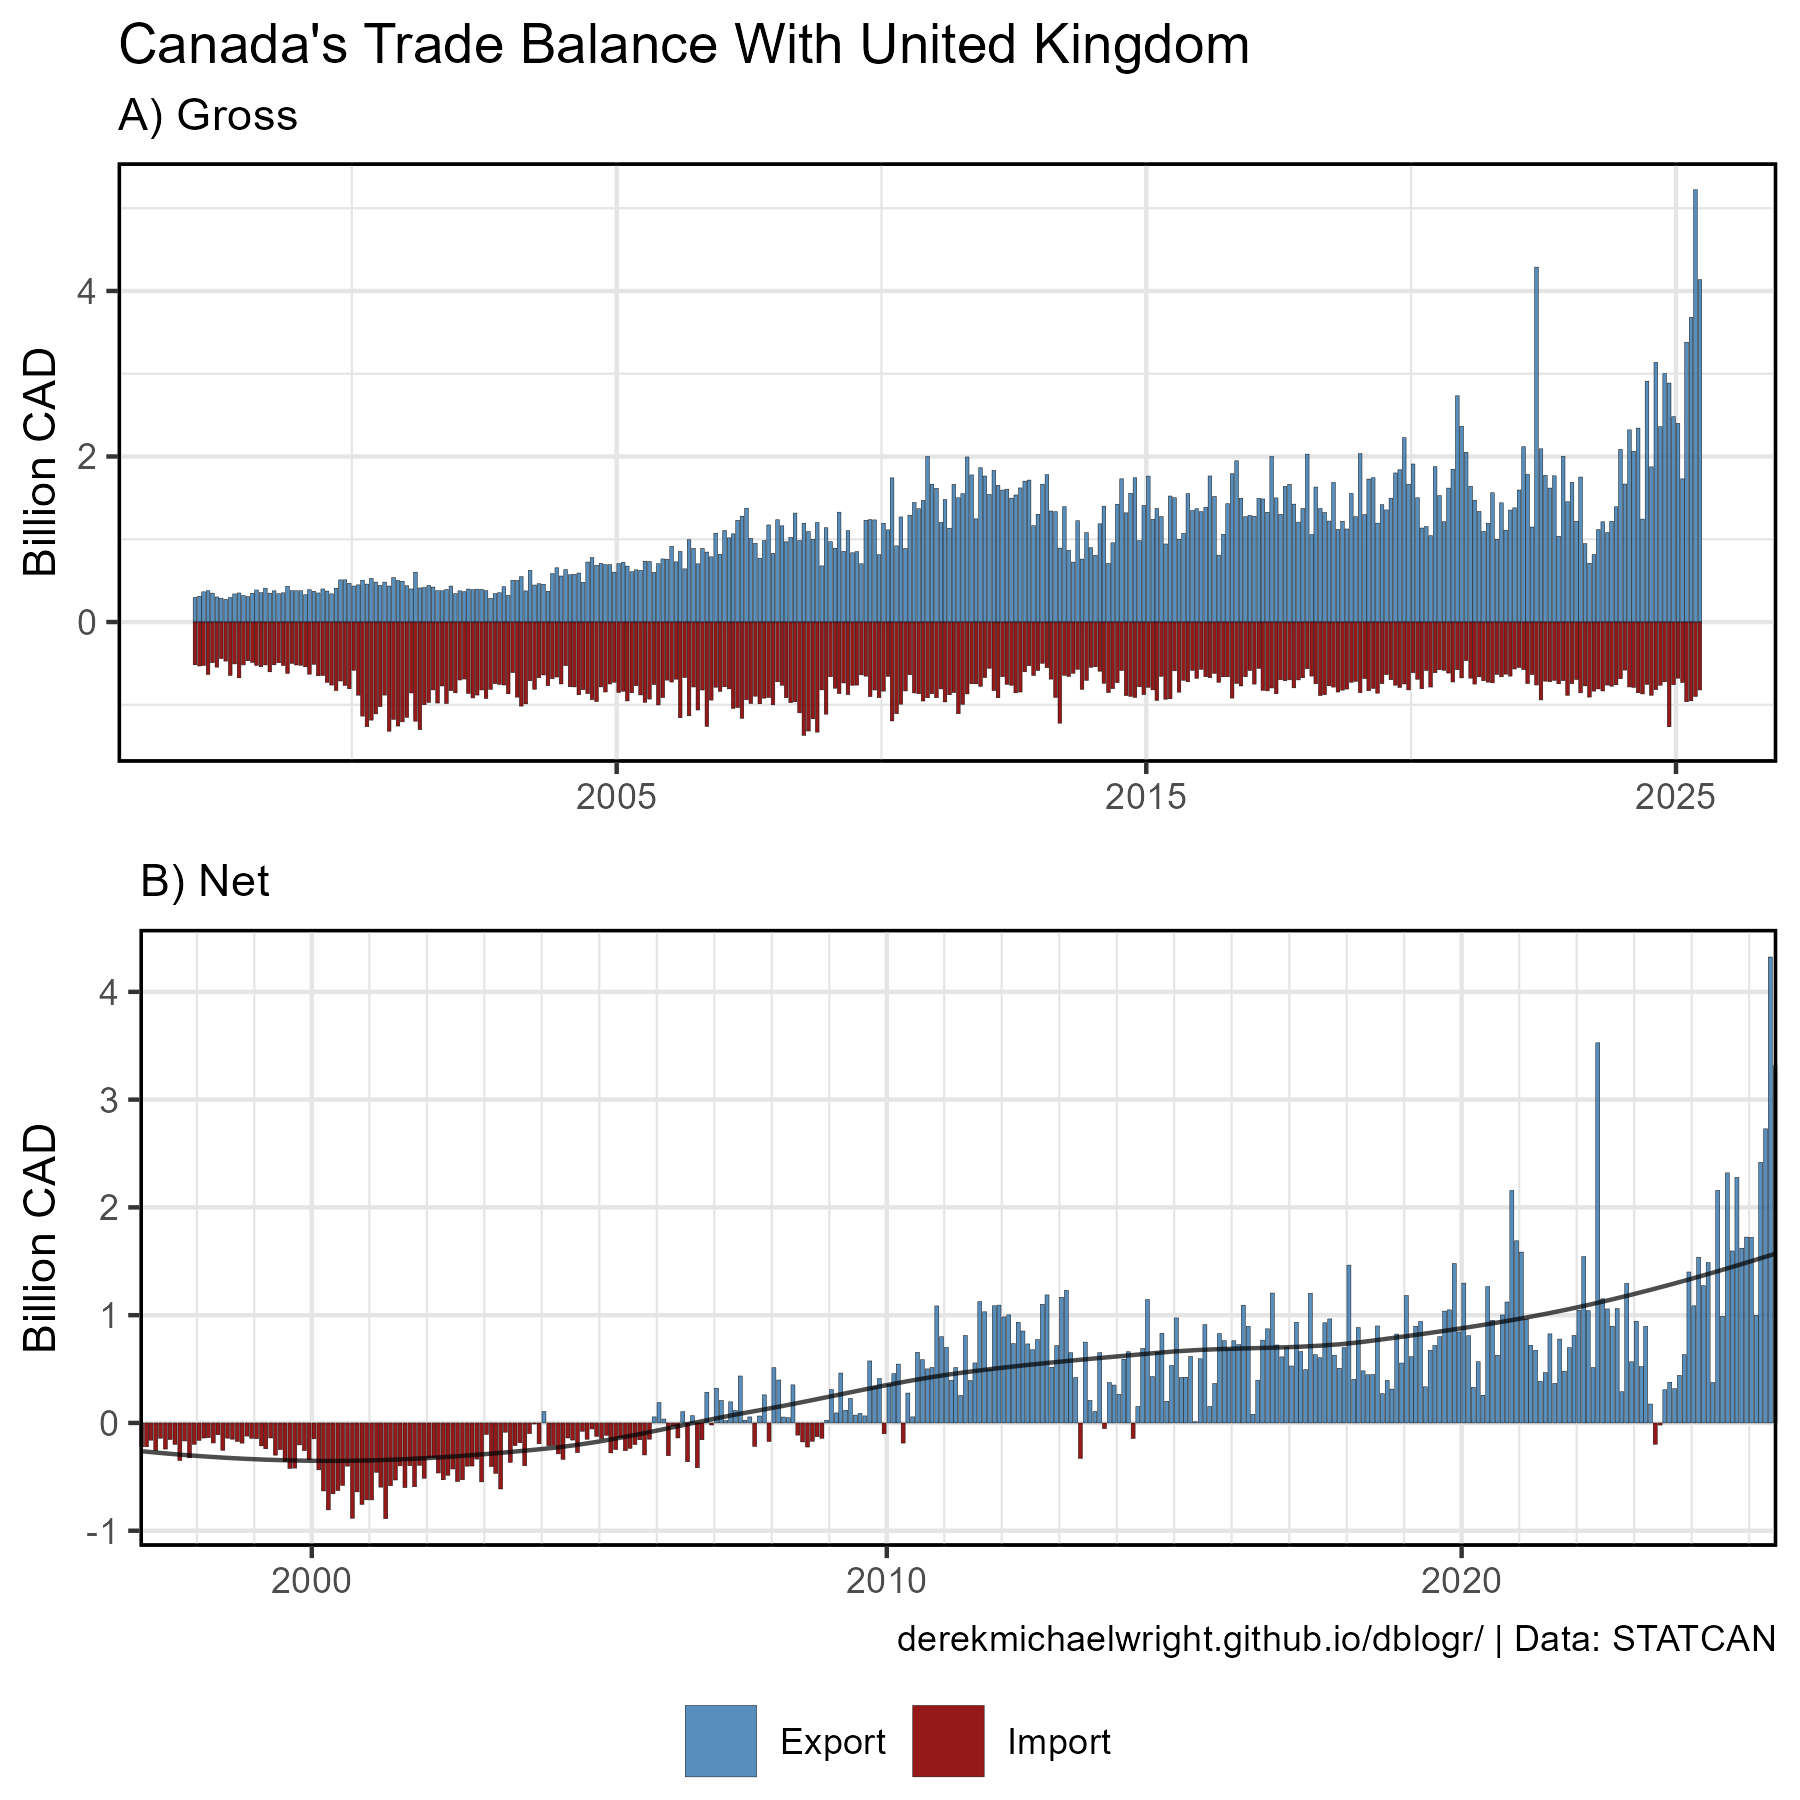 Canada's Trade Balance With United Kingdom
A) Gross
Billion CAD
4
2
0
2005 2015 2025
B) Net
Billion CAD
4
3
2
1
0
-1
2000 2010 2020
derekmichaelwright.github.io/dblogr/ | Data: STATCAN
Export Import